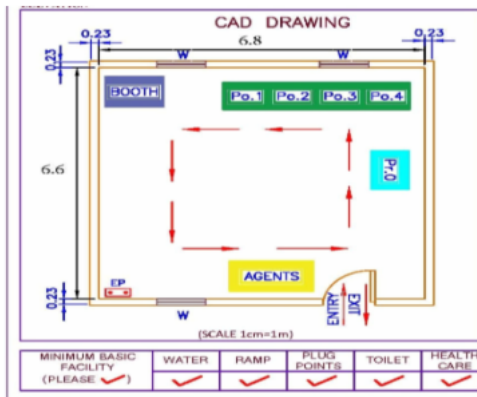 CAD DRAWING
0.23 6.8 0.23
0.23 W W
BOOTH Po.1 Po.2 Po.3 Po.4
6.6
Pr.0
AGENTS
EP
0.23 W ENTRY EXIT
(SCALE 1cm=1m)
MINIMUM BASIC FACILITY (PLEASE ✓) WATER RAMP PLUG POINTS TOILET HEALTH CARE
✓ ✓ ✓ ✓ ✓